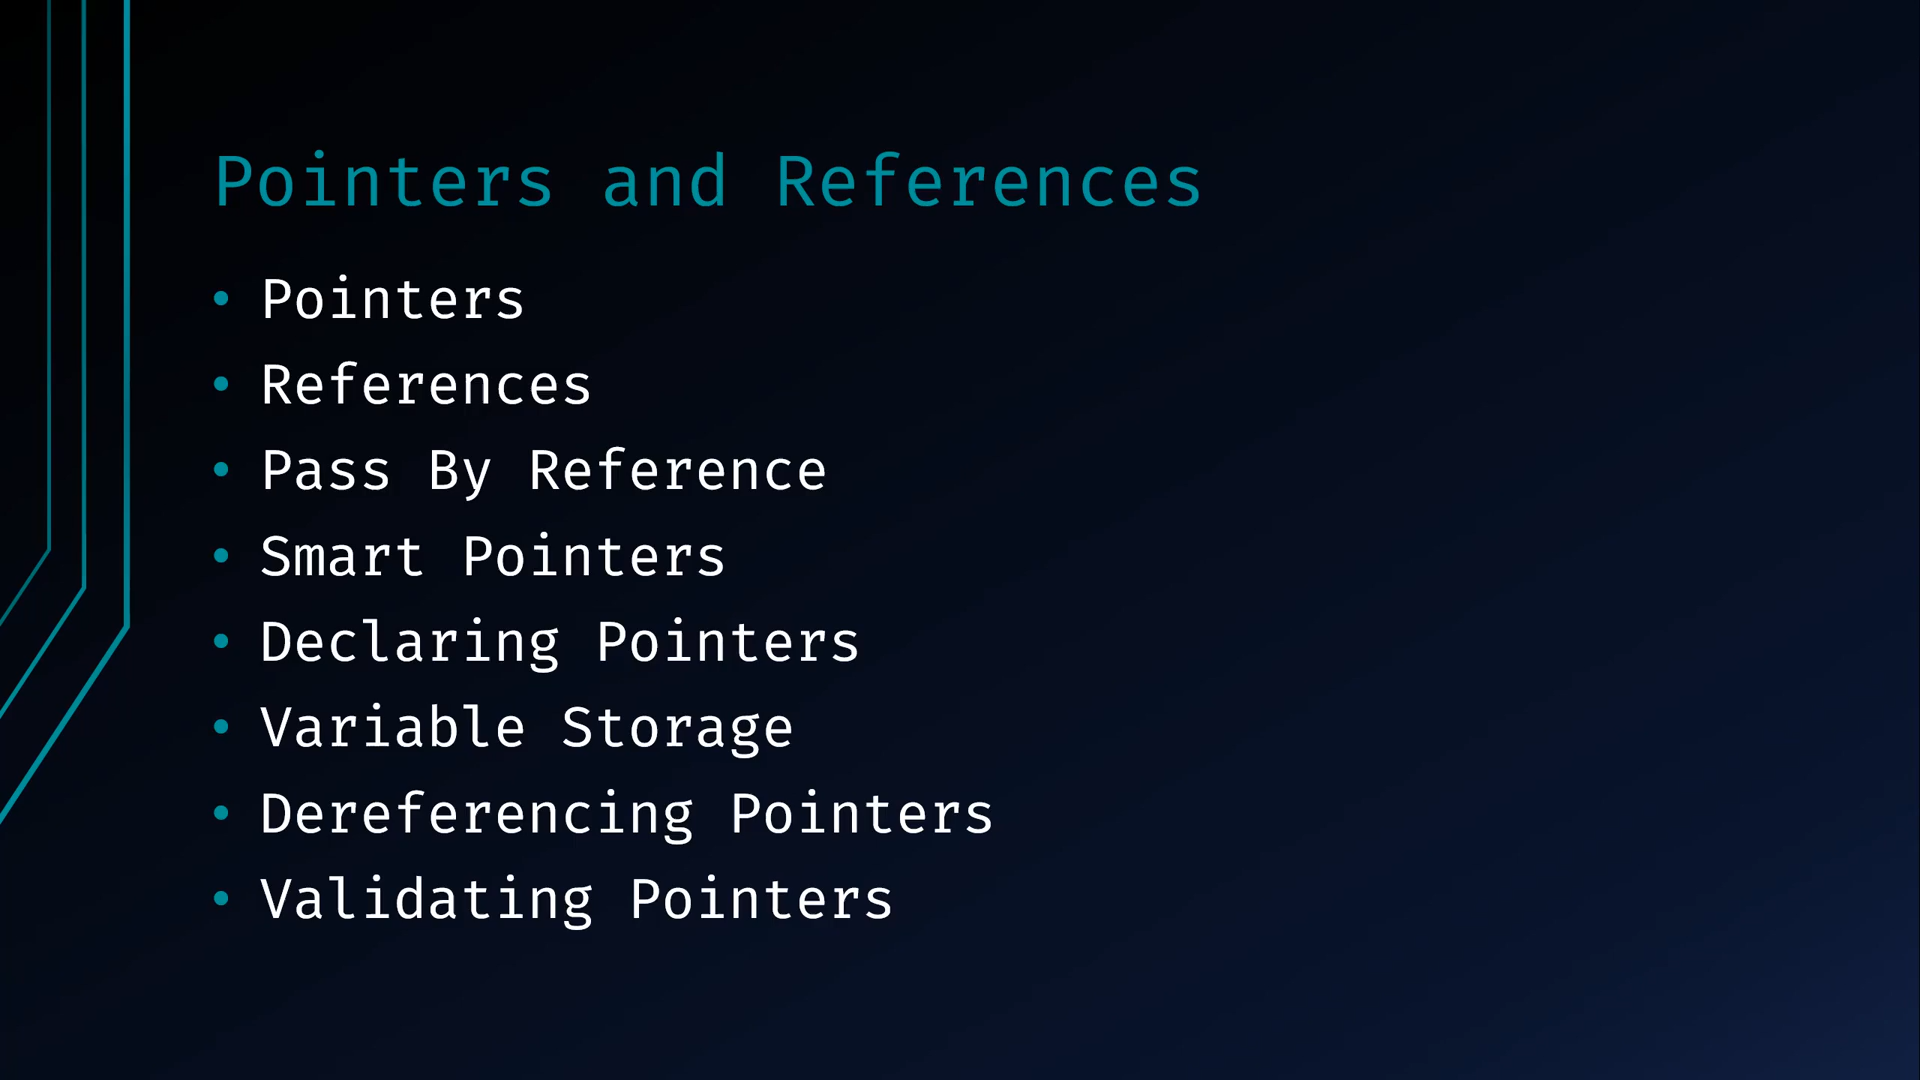 Pointers and References
• Pointers
• References
• Pass By Reference
• Smart Pointers
• Declaring Pointers
• Variable Storage
• Dereferencing Pointers
• Validating Pointers